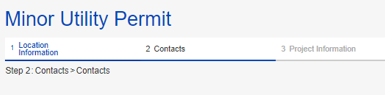 Minor Utility Permit
1 Location Information
2 Contacts
3 Project Information
Step 2: Contacts > Contacts